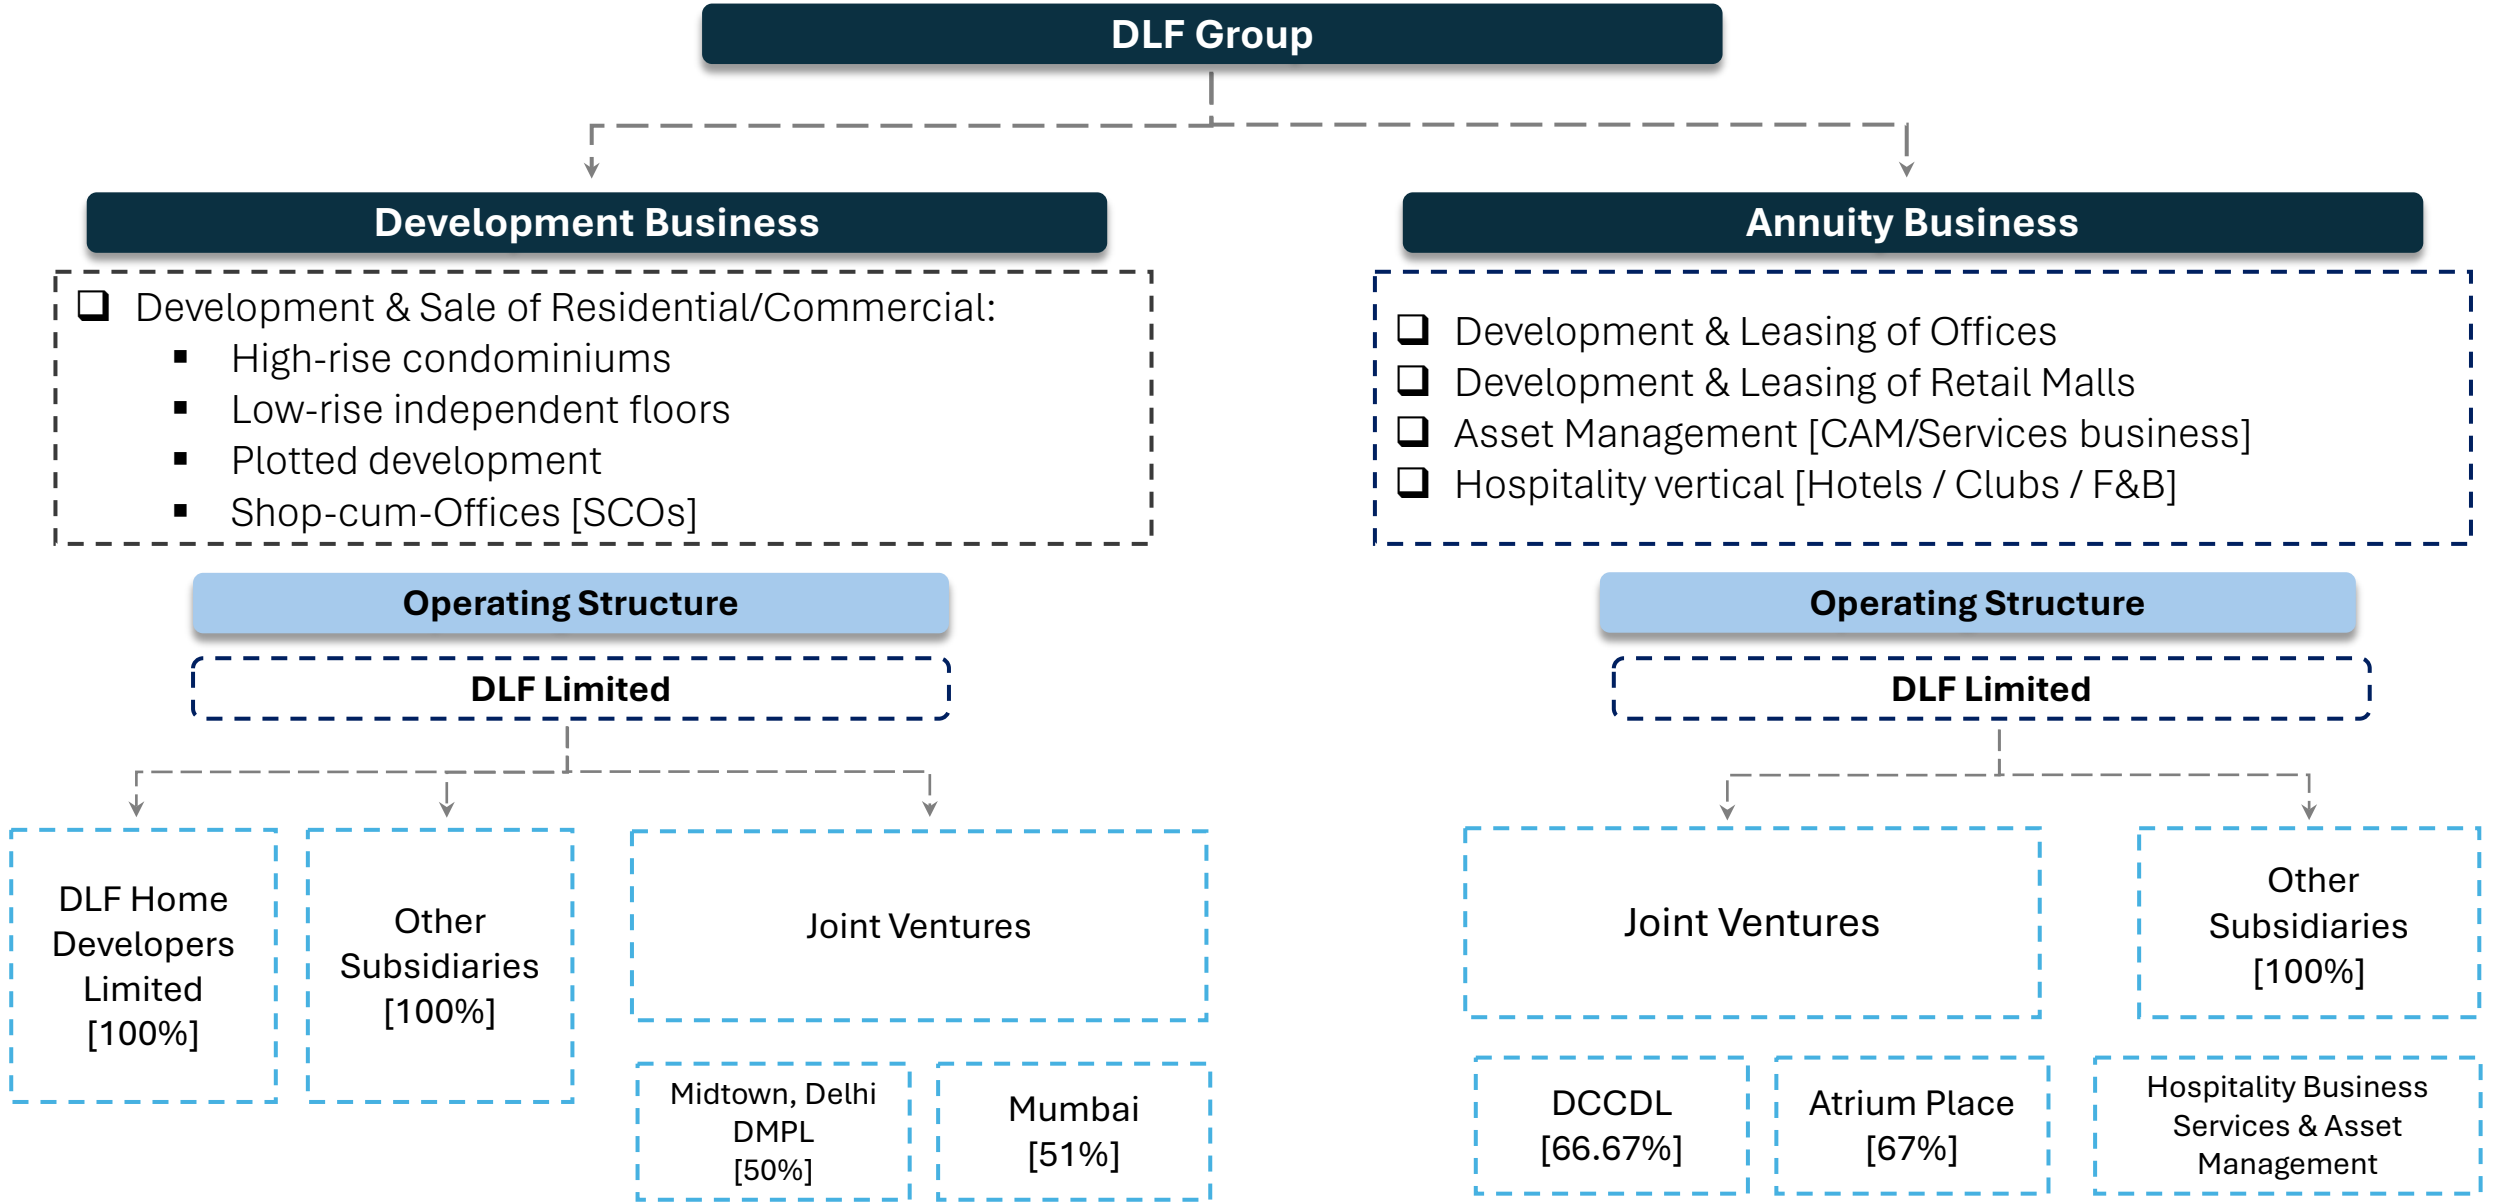 DLF Group
Development Business
Development & Sale of Residential/Commercial:
High-rise condominiums
Low-rise independent floors
Plotted development
Shop-cum-Offices [SCOs]
Operating Structure
DLF Limited
DLF Home
Developers
Limited
[100%]
Other
Subsidiaries
[100%]
Joint Ventures
Midtown, Delhi
DMPL
[50%]
Mumbai
[51%]
Annuity Business
Development & Leasing of Offices
Development & Leasing of Retail Malls
Asset Management [CAM/Services business]
Hospitality vertical [Hotels / Clubs / F&B]
Operating Structure
DLF Limited
Joint Ventures
Other
Subsidiaries
[100%]
DCCDL
[66.67%]
Atrium Place
[67%]
Hospitality Business
Services & Asset
Management